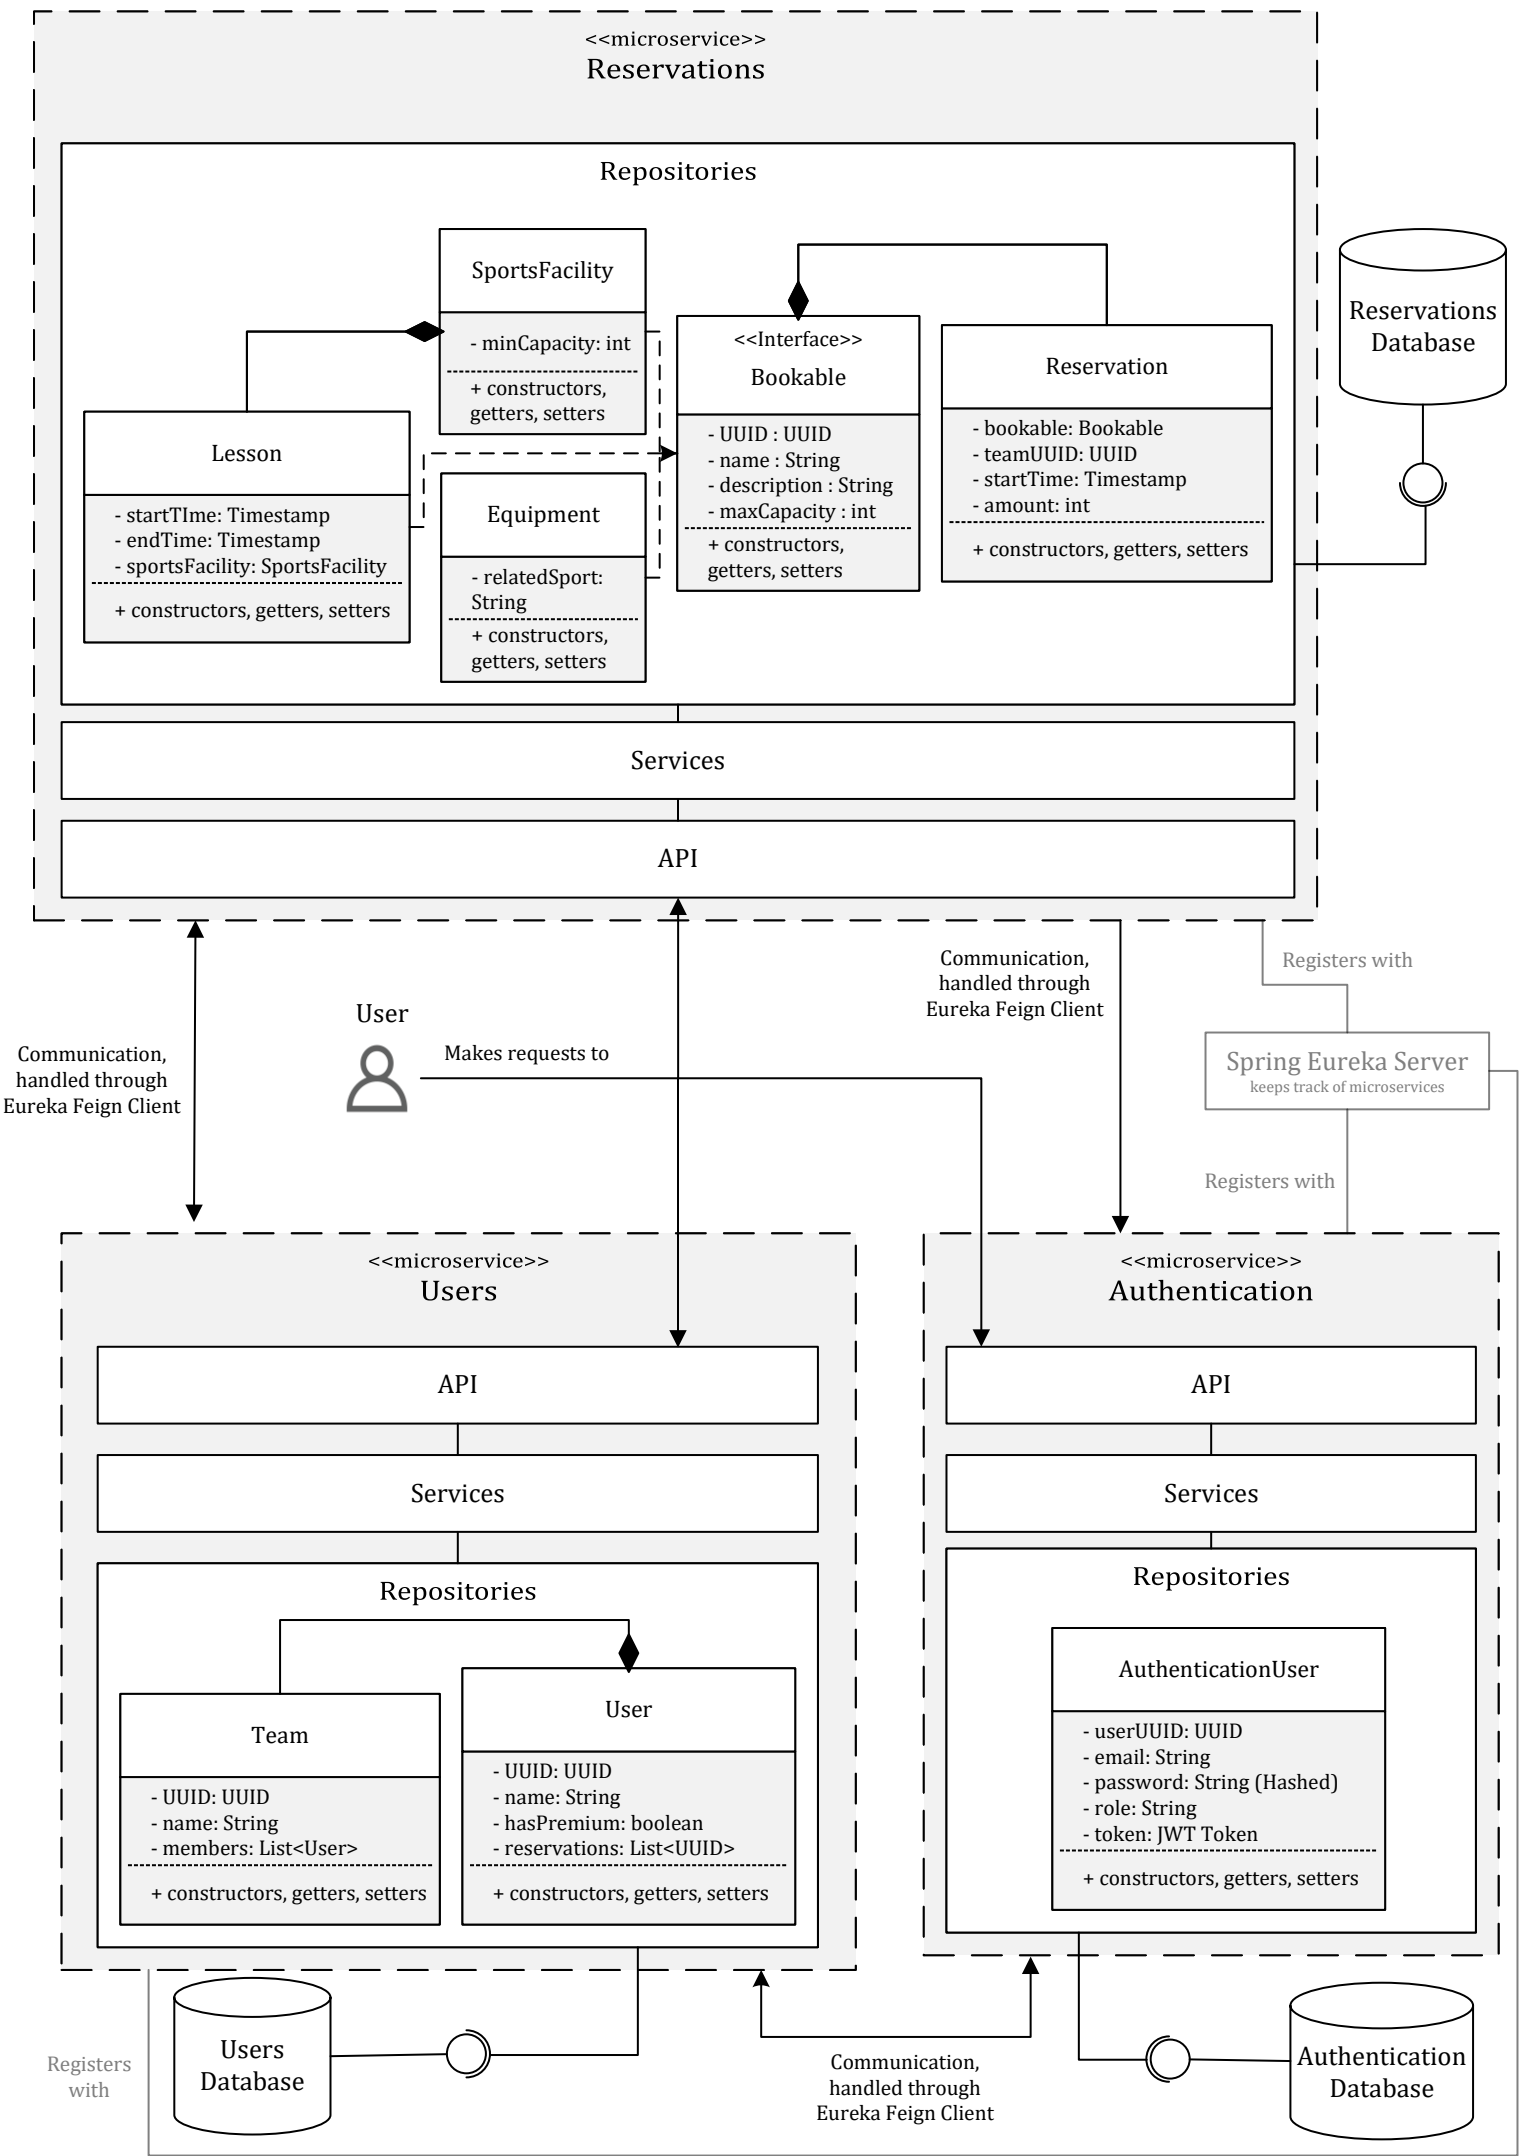 <<microservice>>
Reservations
Repositories
SportsFacility
- minCapacity: int
+ constructors,
getters, setters
<<Interface>>
Bookable
- UUID : UUID
- name : String
- description : String
- maxCapacity : int
+ constructors,
getters, setters
Reservation
- bookable: Bookable
- teamUUID: UUID
- startTime: Timestamp
- amount: int
+ constructors, getters, setters
Reservations
Database
Lesson
- startTIme: Timestamp
- endTime: Timestamp
- sportsFacility: SportsFacility
+ constructors, getters, setters
Equipment
- relatedSport:
String
+ constructors,
getters, setters
Services
API
Communication,
handled through
Eureka Feign Client
User
Makes requests to
Communication,
handled through
Eureka Feign Client
Registers with
Spring Eureka Server
keeps track of microservices
Registers with
<<microservice>>
Users
API
Services
Repositories
Team
- UUID: UUID
- name: String
- members: List<User>
+ constructors, getters, setters
User
- UUID: UUID
- name: String
- hasPremium: boolean
- reservations: List<UUID>
+ constructors, getters, setters
<<microservice>>
Authentication
API
Services
Repositories
AuthenticationUser
- userUUID: UUID
- email: String
- password: String (Hashed)
- role: String
- token: JWT Token
+ constructors, getters, setters
Registers
with
Users
Database
Communication,
handled through
Eureka Feign Client
Authentication
Database